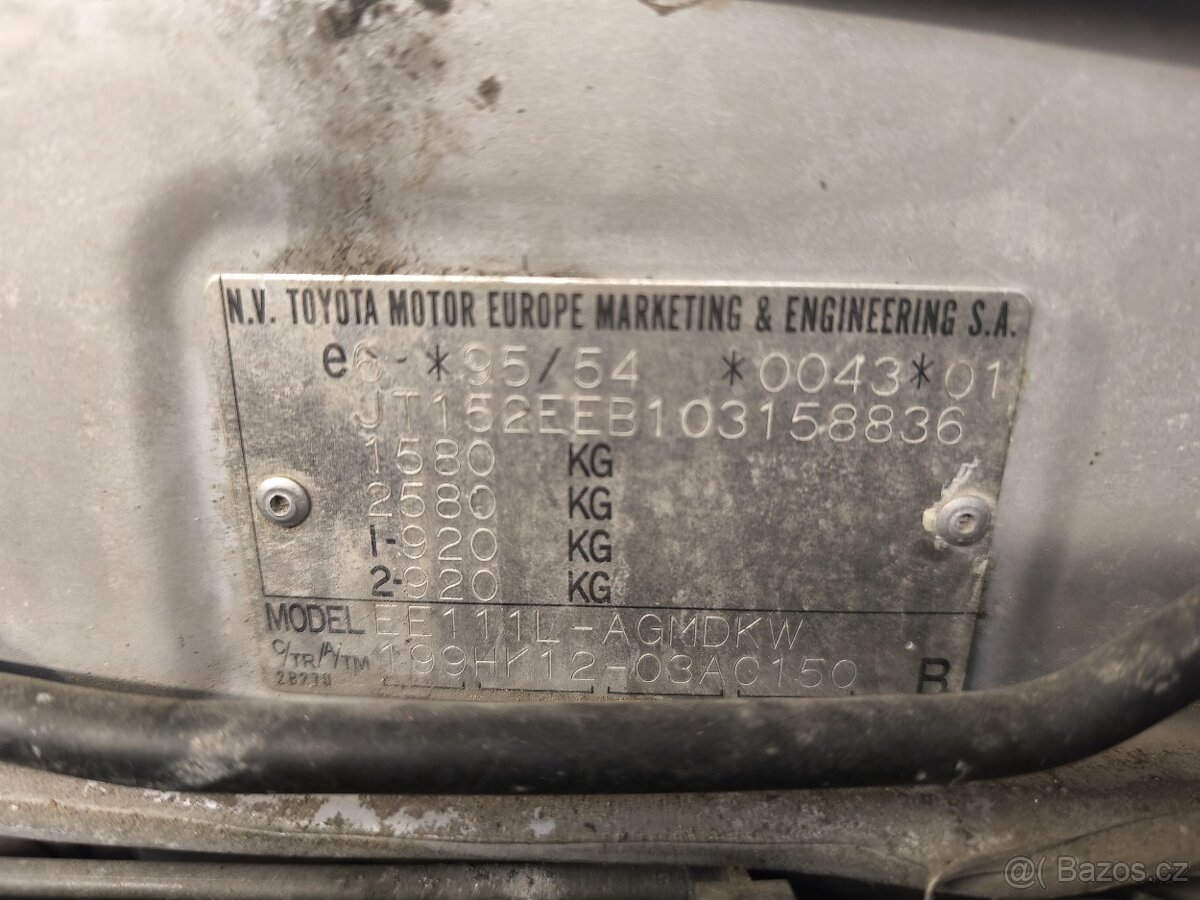 N.V. TOYOTA MOTOR EUROPE MARKETING & ENGINEERING S.A.
e6-*95/54 *0043*01
JT152EEB103158836
1580 KG
2580 KG
1-920 KG
2-920 KG
MODEL EE111L-AGMDKW
C/TR/A/TM 199HK12-03AC150 B
28270
Bazos.cz